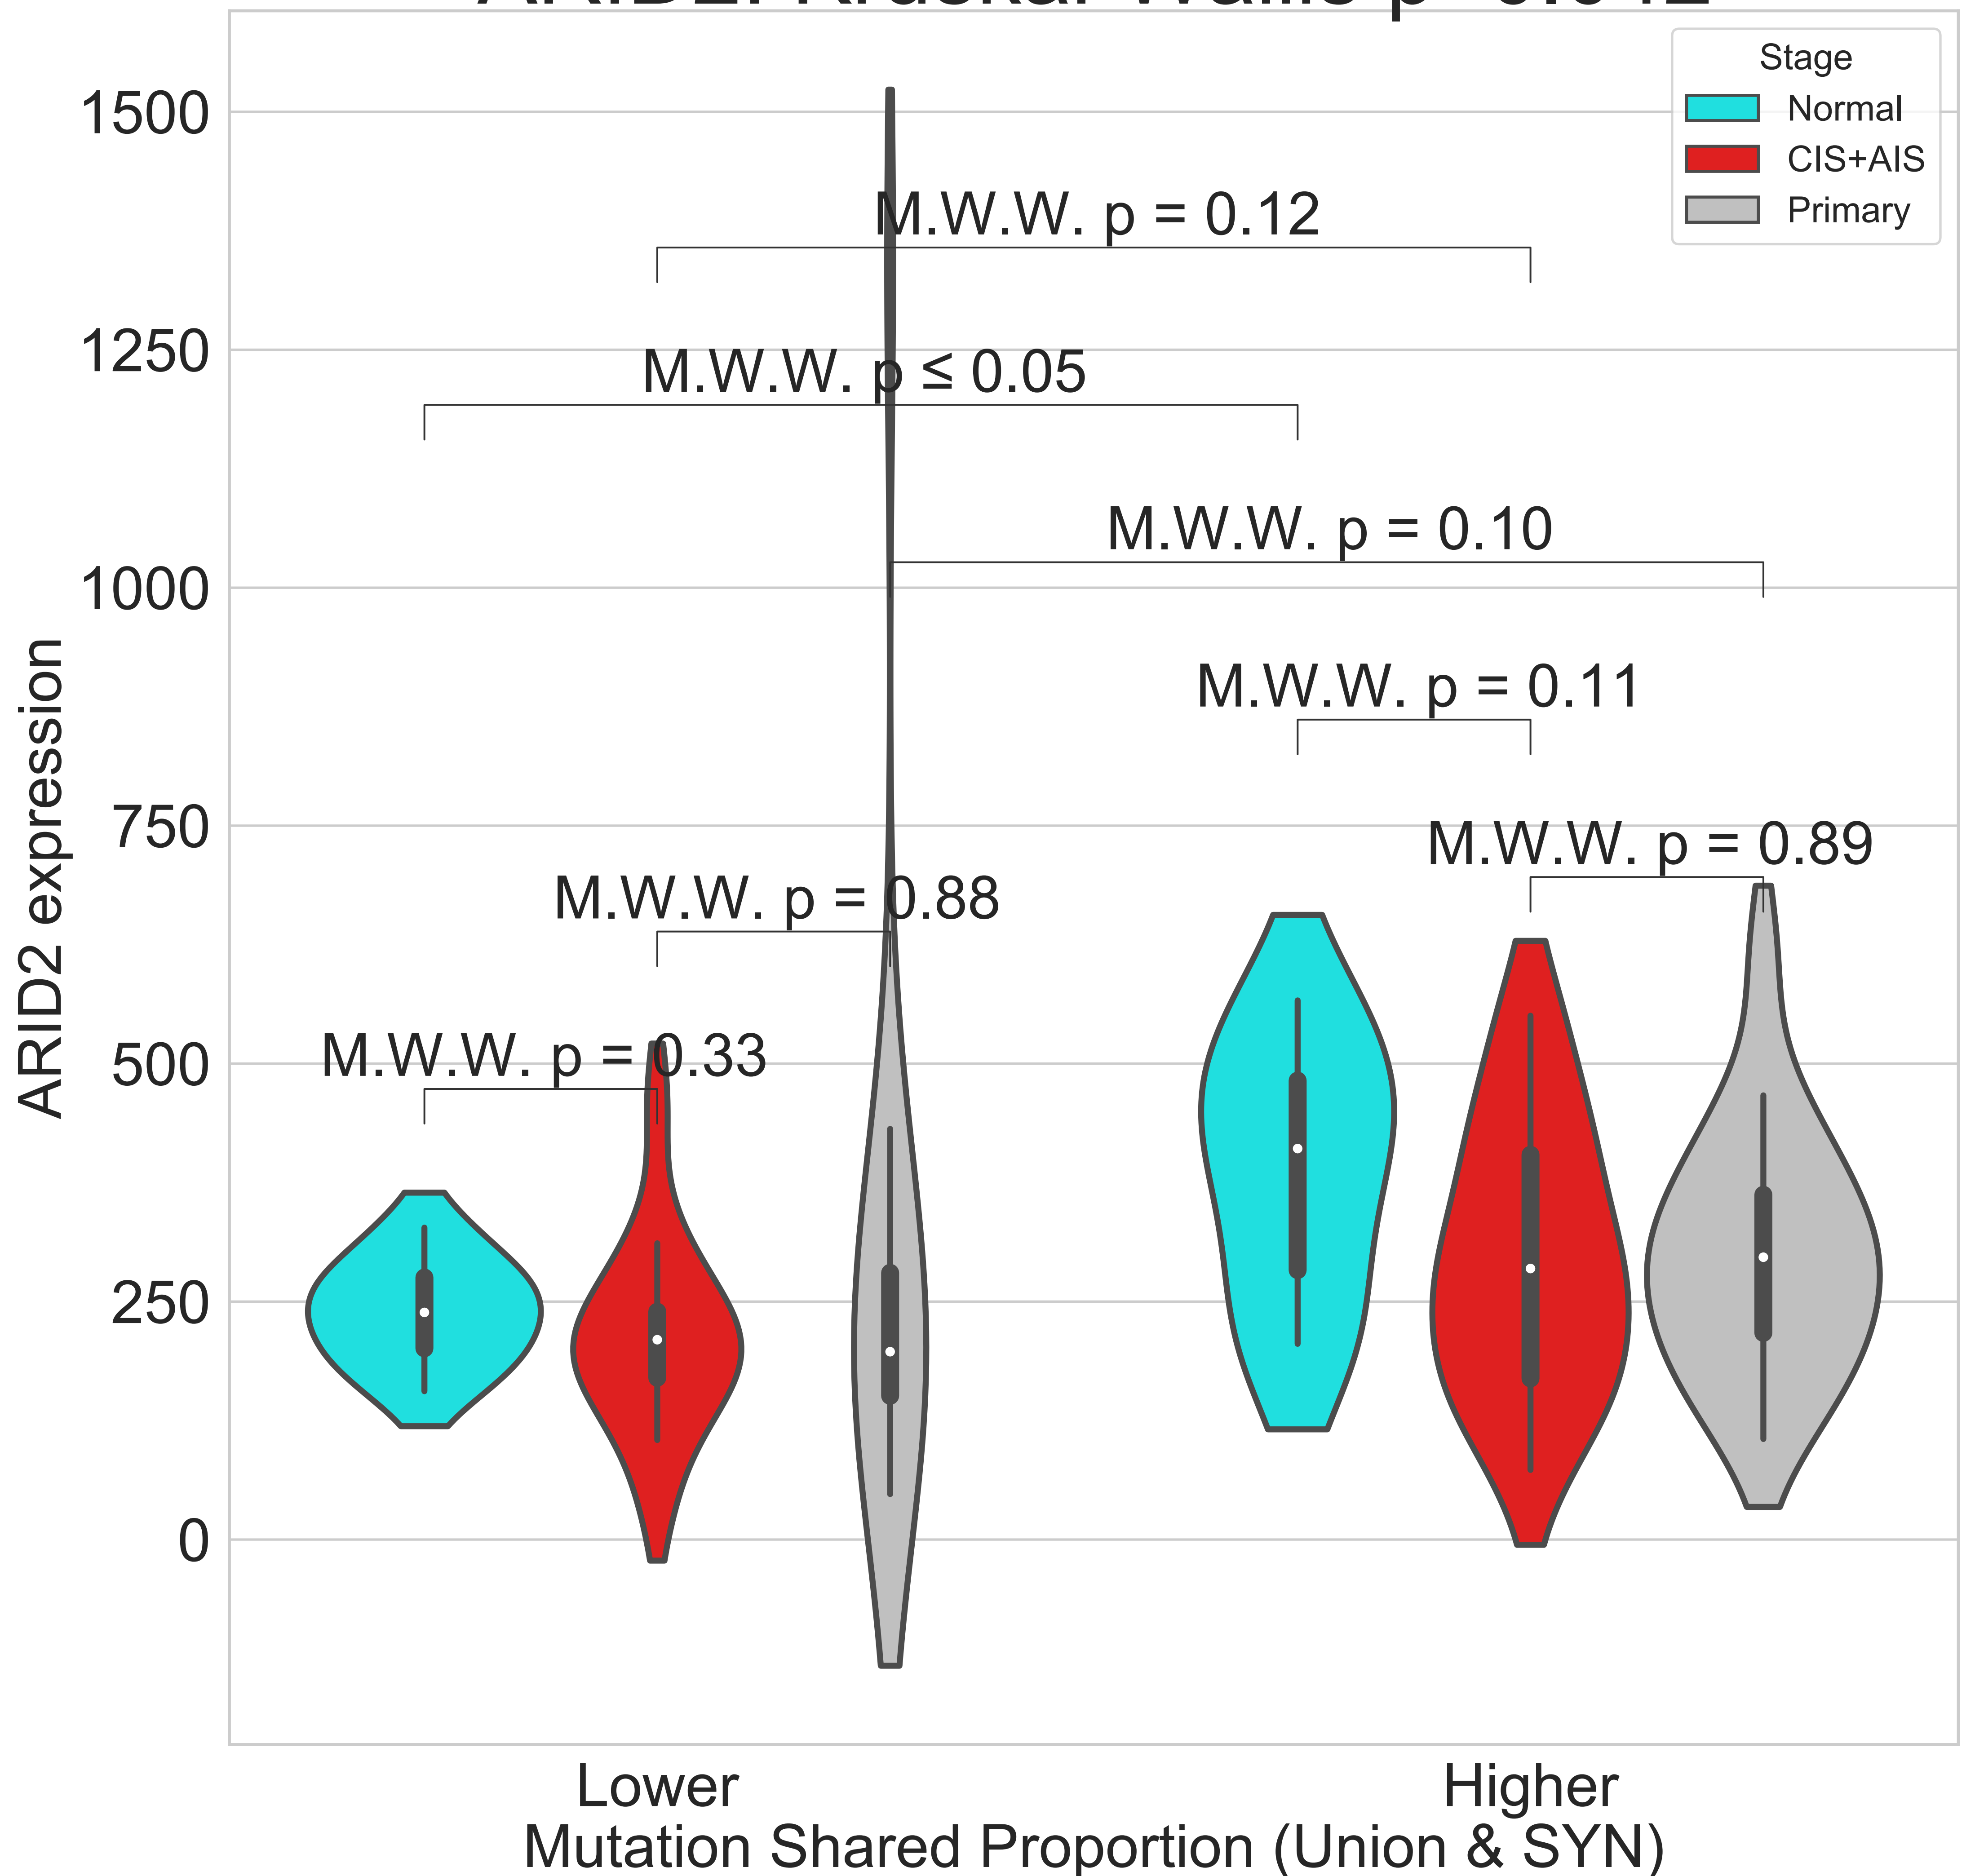 Stage
Normal
CIS+AIS
Primary
1500
1250
1000
750
500
250
0
ARID2 expression
M.W.W. p = 0.12
M.W.W. p ≤ 0.05
M.W.W. p = 0.10
M.W.W. p = 0.11
M.W.W. p = 0.89
M.W.W. p = 0.88
M.W.W. p = 0.33
Lower
Higher
Mutation Shared Proportion (Union & SYN)